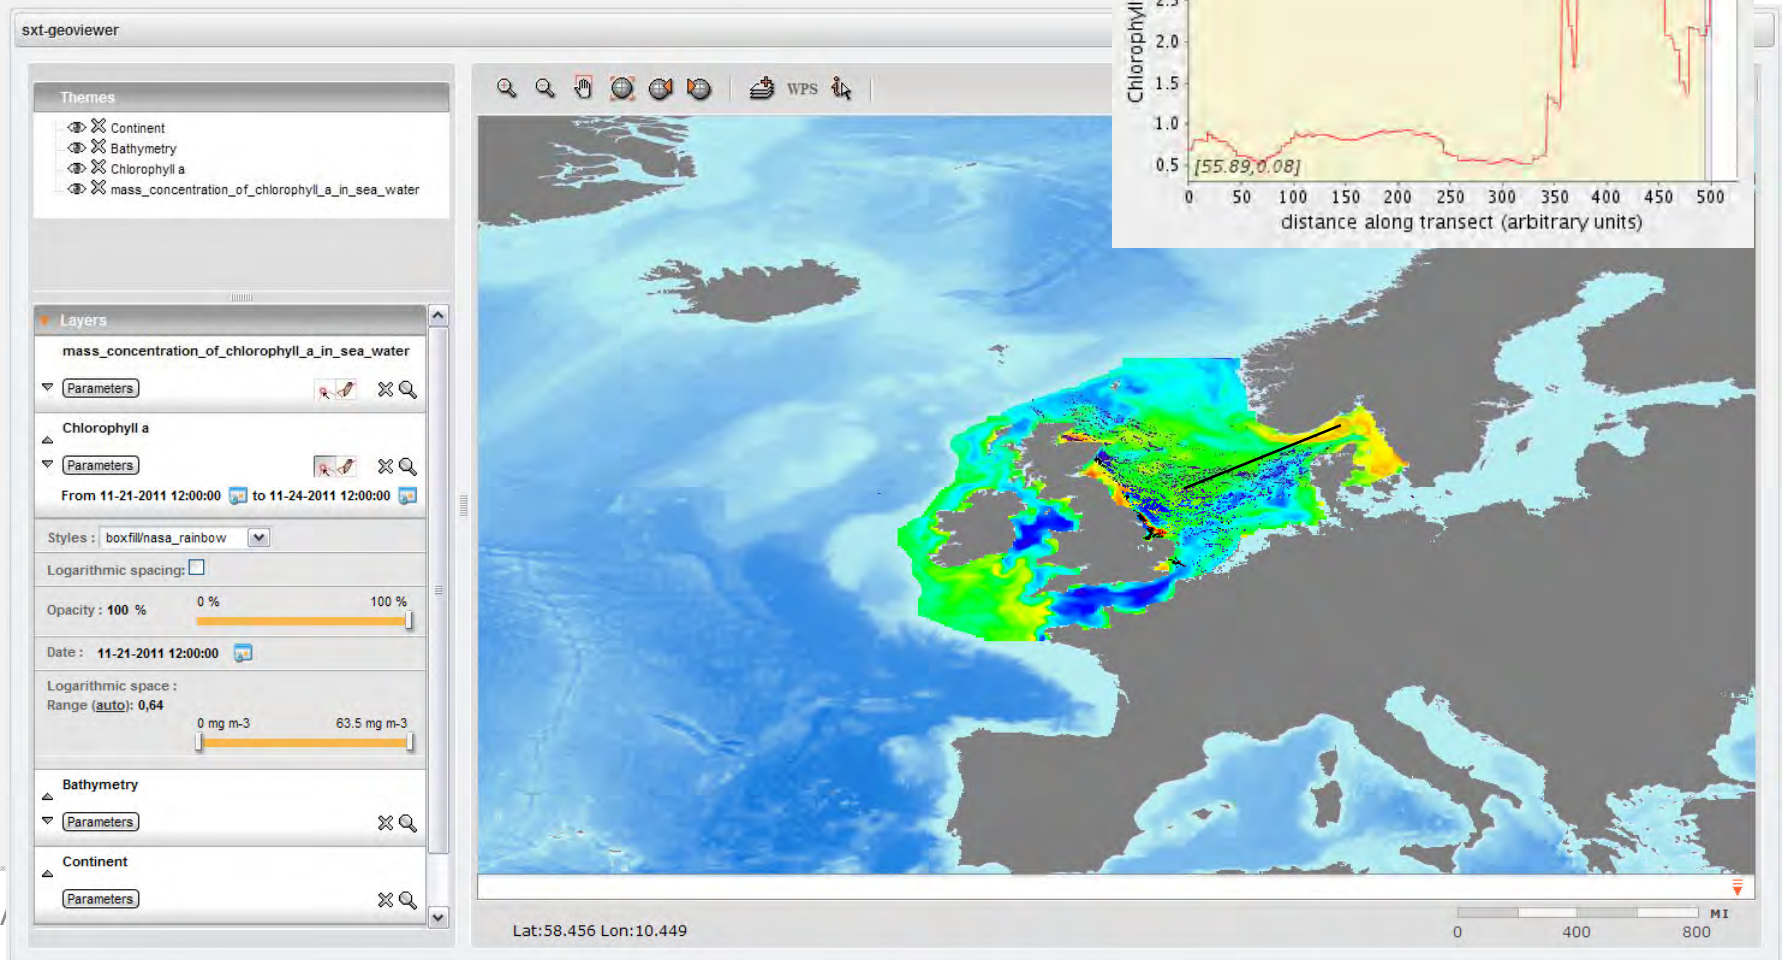 sxt-geoviewer
Themes
Continent
Bathymetry
Chlorophyll a
mass_concentration_of_chlorophyll_a_in_sea_water
Layers
mass_concentration_of_chlorophyll_a_in_sea_water
Parameters
Chlorophyll a
Parameters
From 11-21-2011 12:00:00 to 11-24-2011 12:00:00
Styles : boxfill/nasa_rainbow
Logarithmic spacing:
Opacity : 100 % 0 % 100 %
Date : 11-21-2011 12:00:00
Logarithmic space :
Range (auto): 0,64
0 mg m-3 63.5 mg m-3
Bathymetry
Parameters
Continent
Parameters
WPS
Chlorophyll
2.5
2.0
1.5
1.0
0.5
[55.89,0.08]
0 50 100 150 200 250 300 350 400 450 500
distance along transect (arbitrary units)
Lat:58.456 Lon:10.449
MI
0 400 800